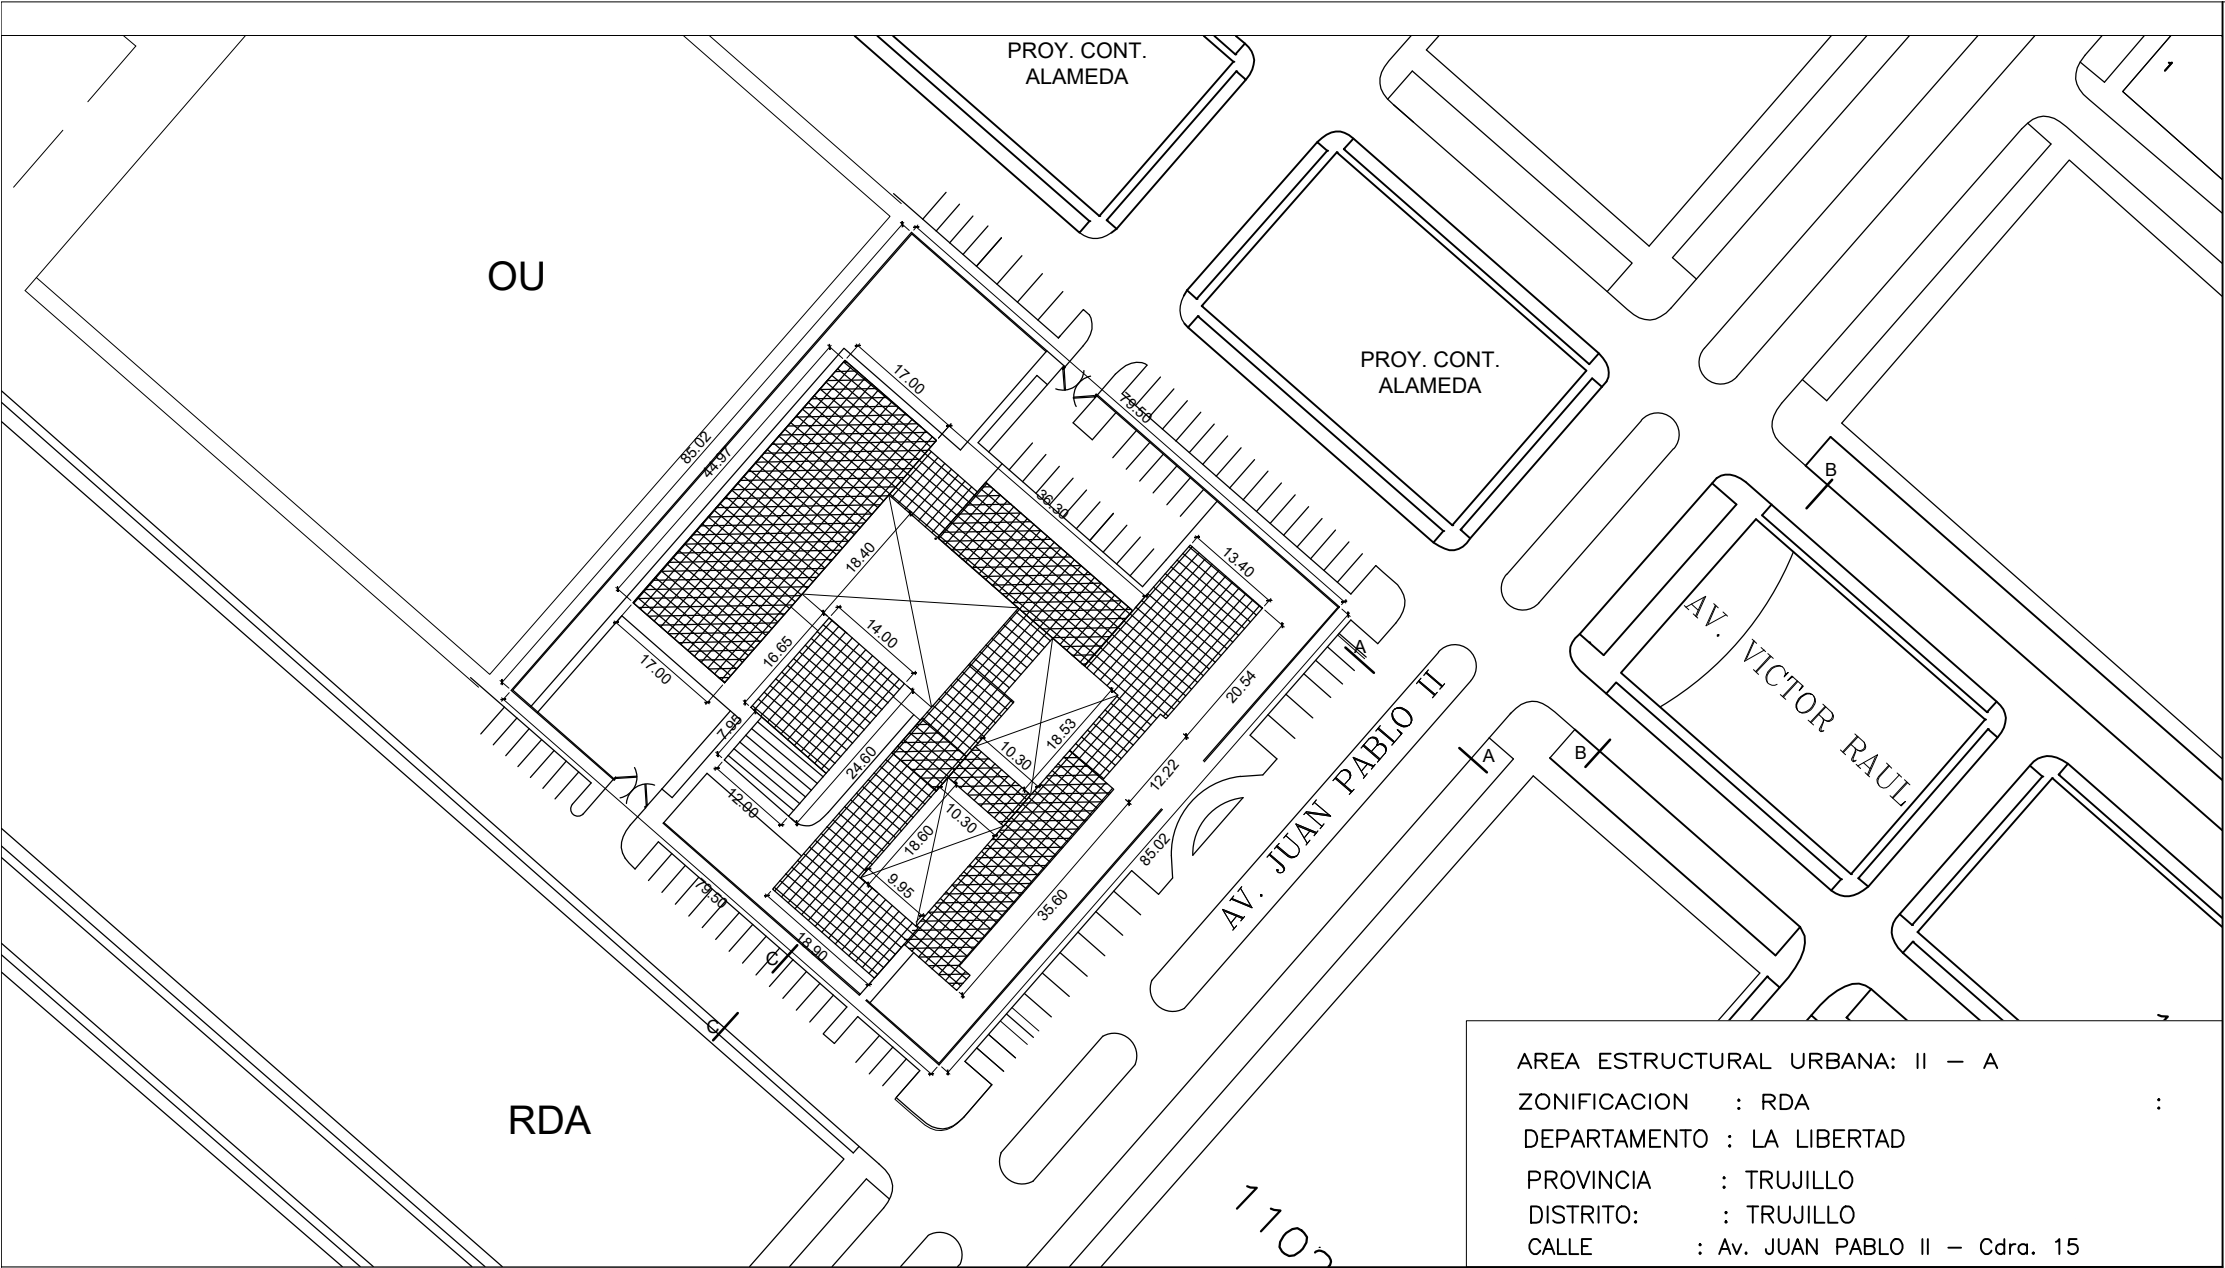 PROY. CONT.
ALAMEDA
1
OU
PROY. CONT.
ALAMEDA
17.00
79.50
85.02
44.97
36.30
B
18.40
13.40
14.00
16.65
17.00
A
AV. VICTOR RAUL
20.54
7.95
18.53
10.30
24.60
AV. JUAN PABLO II
A
B
12.22
12.00
10.30
18.60
85.02
9.95
79.50
35.60
18.90
C
C
RDA
AREA ESTRUCTURAL URBANA: II - A
ZONIFICACION : RDA :
DEPARTAMENTO : LA LIBERTAD
PROVINCIA : TRUJILLO
DISTRITO: : TRUJILLO
CALLE : Av. JUAN PABLO II - Cdra. 15